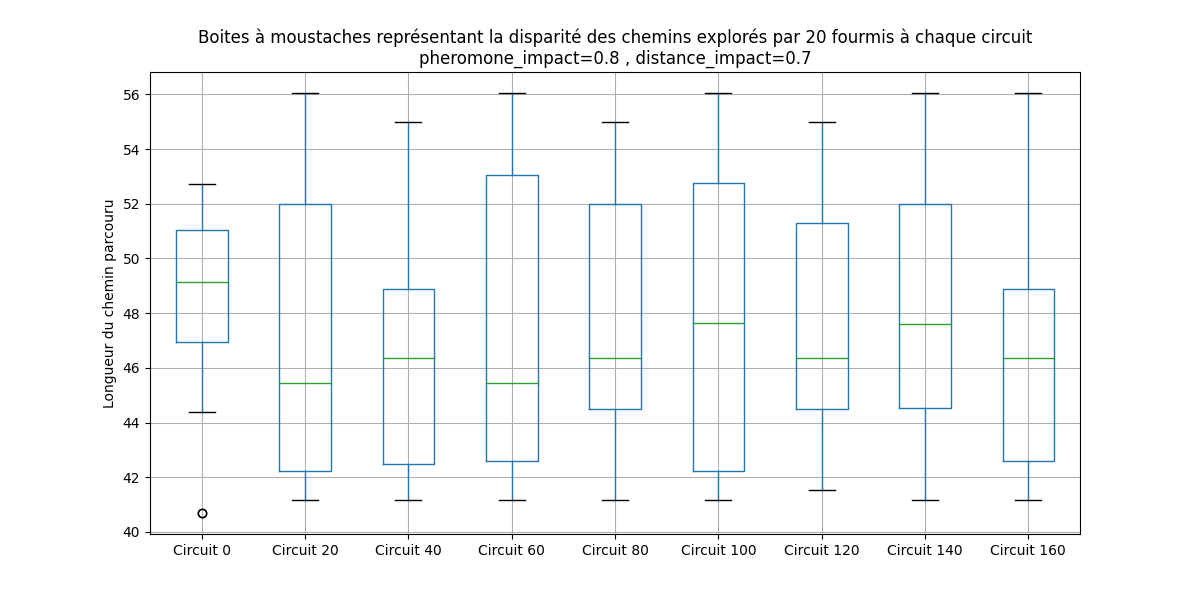 Boites à moustaches représentant la disparité des chemins explorés par 20 fourmis à chaque circuit
pheromone_impact=0.8 , distance_impact=0.7
Longueur du chemin parcouru
56
54
52
50
48
46
44
42
40
Circuit 0 Circuit 20 Circuit 40 Circuit 60 Circuit 80 Circuit 100 Circuit 120 Circuit 140 Circuit 160